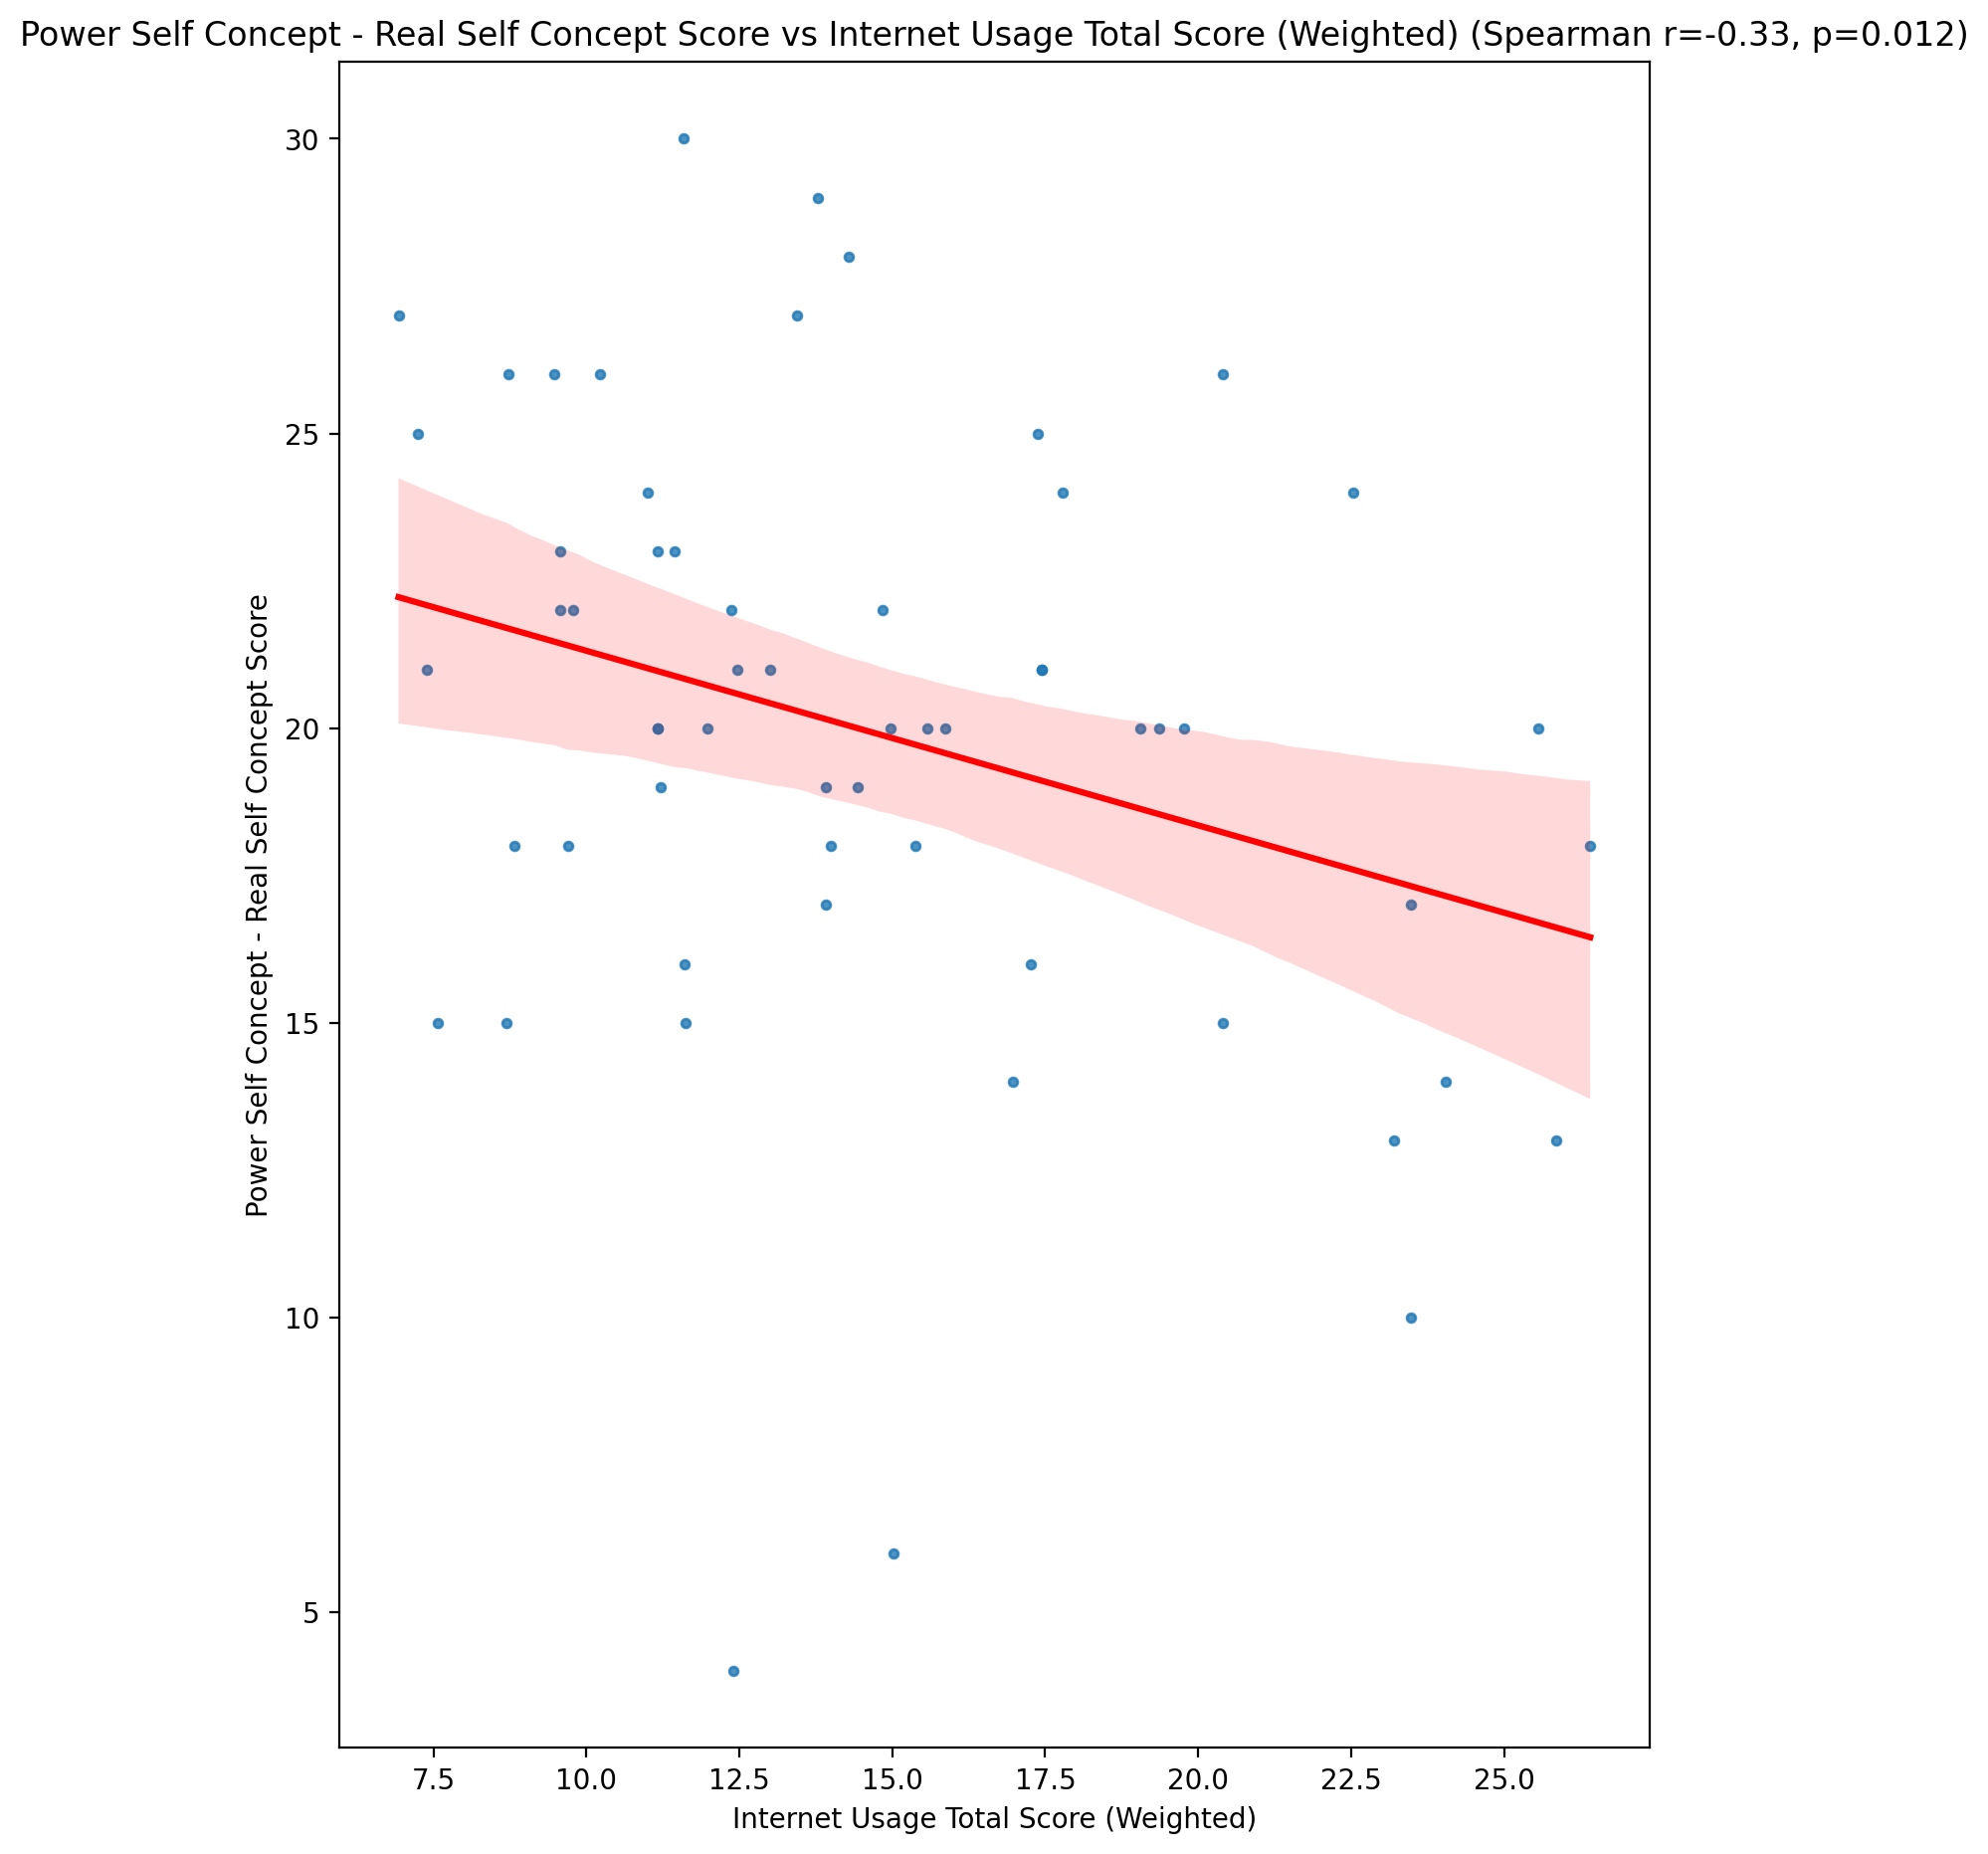 Power Self Concept - Real Self Concept Score vs Internet Usage Total Score (Weighted) (Spearman r=-0.33, p=0.012)
Power Self Concept - Real Self Concept Score
30
25
20
15
10
5
7.5 10.0 12.5 15.0 17.5 20.0 22.5 25.0
Internet Usage Total Score (Weighted)